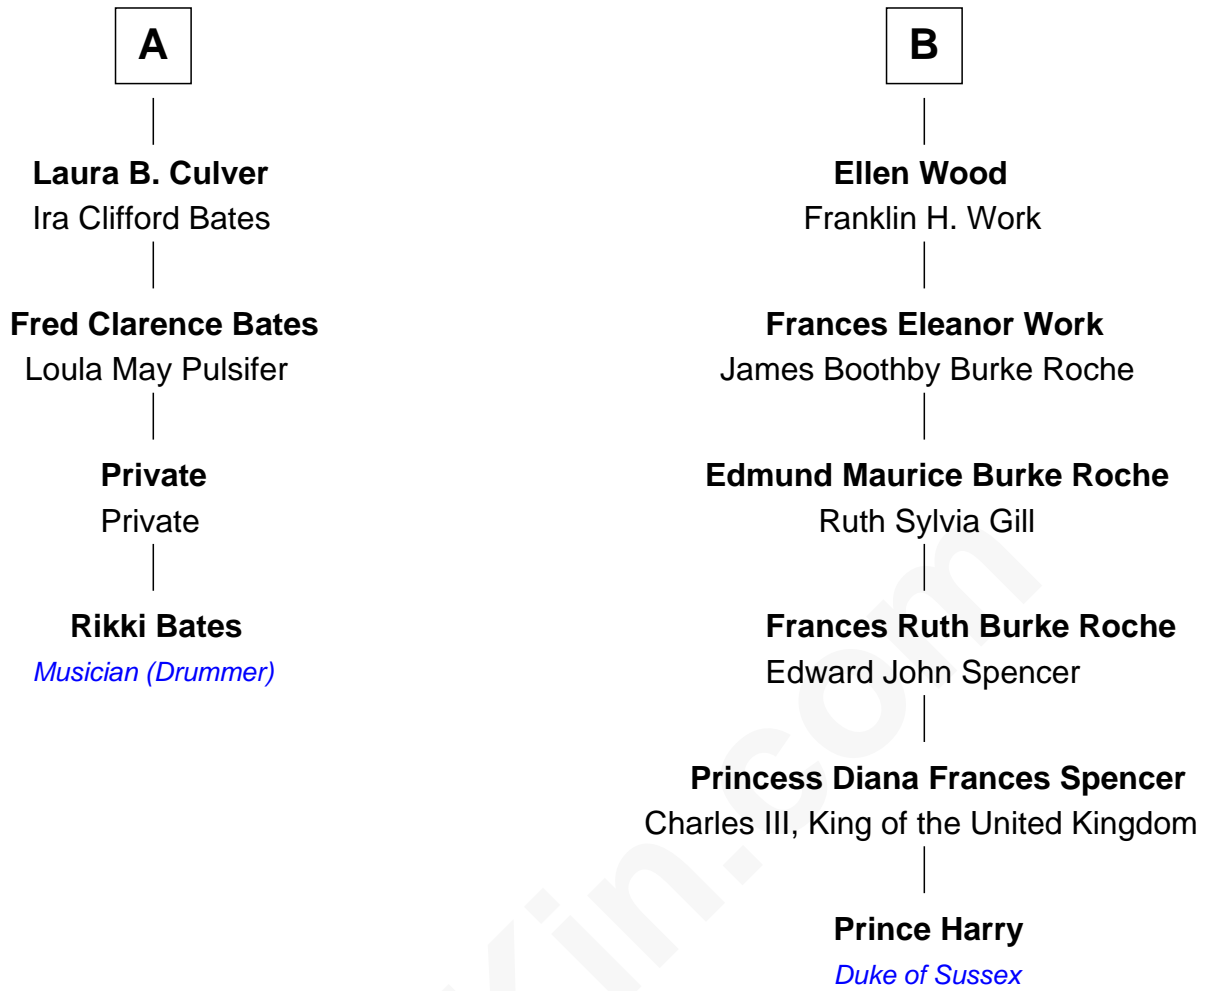 A
B
Laura B. Culver
Ira Clifford Bates
Ellen Wood
Franklin H. Work
Fred Clarence Bates
Loula May Pulsifer
Frances Eleanor Work
James Boothby Burke Roche
Private
Private
Edmund Maurice Burke Roche
Ruth Sylvia Gill
Rikki Bates
Musician (Drummer)
Frances Ruth Burke Roche
Edward John Spencer
Princess Diana Frances Spencer
Charles III, King of the United Kingdom
Prince Harry
Duke of Sussex
Kin.com